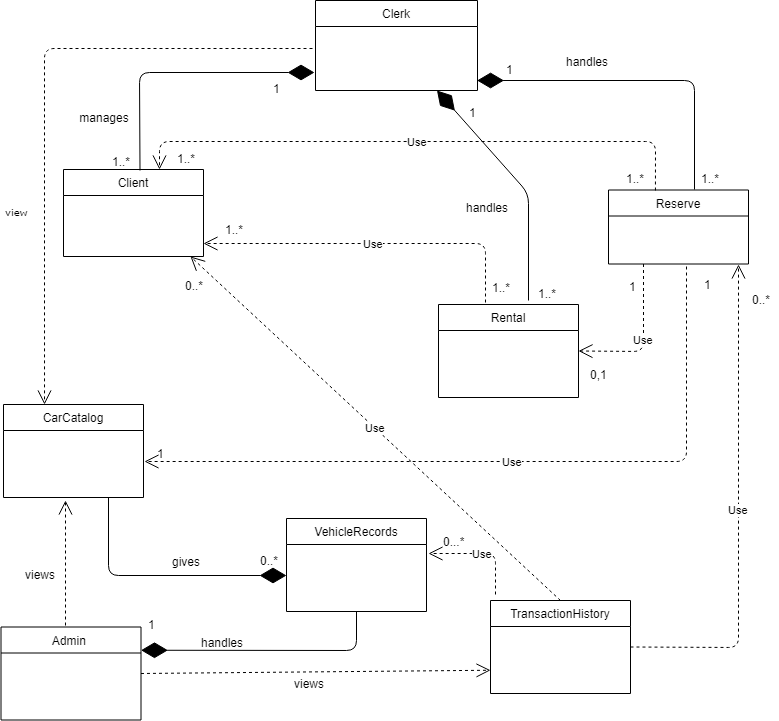 Clerk
handles
1
1
1
manages
Use
1..*
1..*
Client
1..*
1..*
Reserve
view
handles
1..*
Use
0..*
1..*
1..*
1
1
0..*
Rental
Use
0,1
CarCatalog
Use
1
Use
VehicleRecords
Use
0...*
Use
gives
0..*
views
TransactionHistory
1
Admin
handles
views